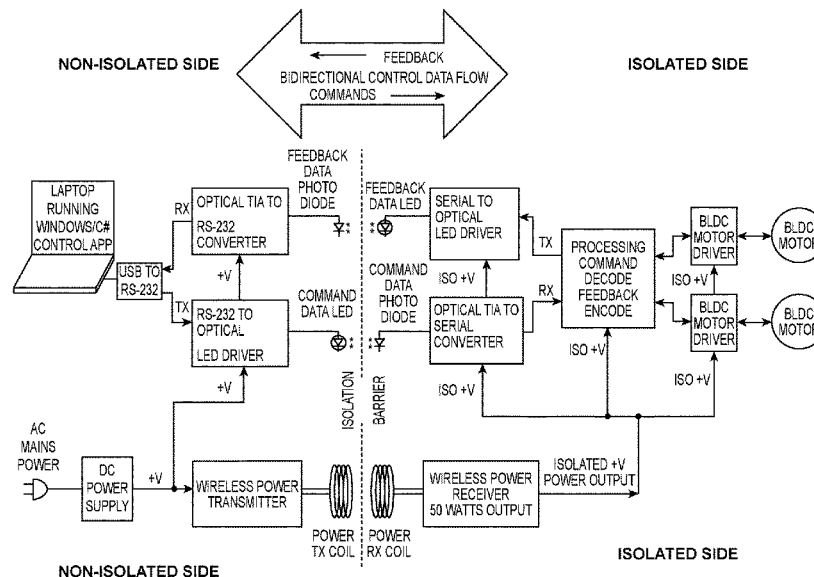 NON-ISOLATED SIDE
FEEDBACK
BIDIRECTIONAL CONTROL DATA FLOW
COMMANDS
ISOLATED SIDE
LAPTOP
RUNNING
WINDOWS/C#
CONTROL APP
USB TO
RS-232
RX
TX
OPTICAL TIA TO
RS-232
CONVERTER
+V
RS-232 TO
OPTICAL
LED DRIVER
+V
FEEDBACK
DATA
PHOTO
DIODE
COMMAND
DATA LED
ISOLATION
BARRIER
FEEDBACK
DATA LED
COMMAND
DATA
PHOTO
DIODE
SERIAL TO
OPTICAL
LED DRIVER
ISO +V
OPTICAL TIA TO
SERIAL
CONVERTER
ISO +V
TX
RX
PROCESSING
COMMAND
DECODE
FEEDBACK
ENCODE
ISO +V
BLDC
MOTOR
DRIVER
BLDC
MOTOR
ISO +V
BLDC
MOTOR
DRIVER
BLDC
MOTOR
ISO +V
AC
MAINS
POWER
DC
POWER
SUPPLY
+V
WIRELESS POWER
TRANSMITTER
POWER
TX COIL
POWER
RX COIL
WIRELESS POWER
RECEIVER
50 WATTS OUTPUT
ISOLATED +V
POWER OUTPUT
NON-ISOLATED SIDE
ISOLATED SIDE